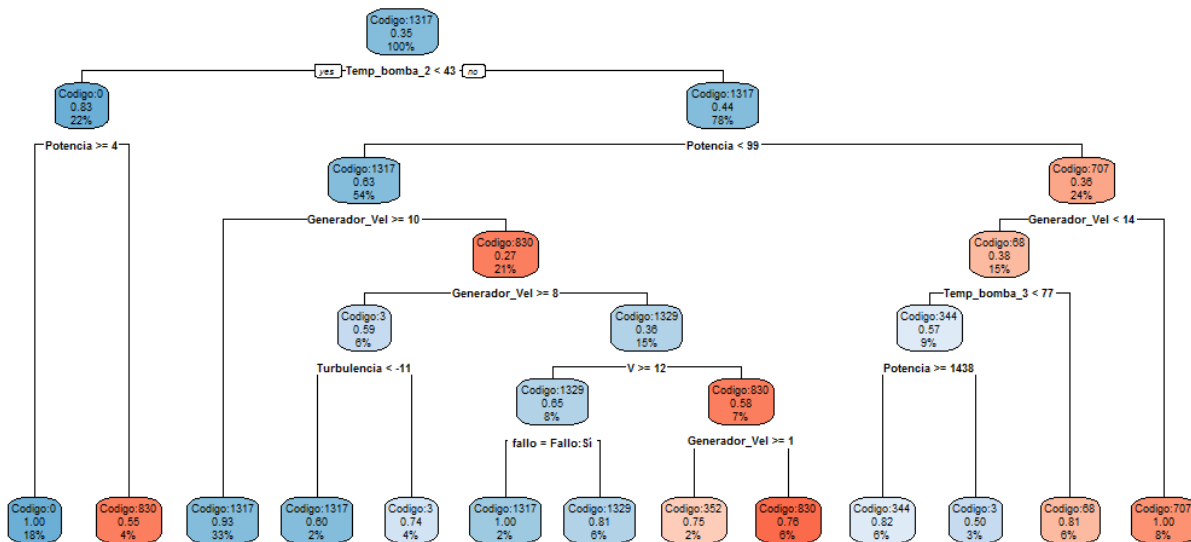 Codigo:1317
0.35
100%
yes Temp_bomba_2 < 43 no
Codigo:0
0.83
22%
Codigo:1317
0.44
78%
Potencia >= 4
Potencia < 99
Codigo:1317
0.63
54%
Codigo:707
0.36
24%
Generador_Vel >= 10
Generador_Vel < 14
Codigo:830
0.27
21%
Codigo:68
0.38
15%
Generador_Vel >= 8
Temp_bomba_3 < 77
Codigo:3
0.59
6%
Codigo:1329
0.36
15%
Codigo:344
0.57
9%
Turbulencia < -11
V >= 12
Potencia >= 1438
Codigo:1329
0.65
8%
Codigo:830
0.58
7%
fallo = Fallo:Sí
Generador_Vel >= 1
Codigo:0
1.00
18%
Codigo:830
0.55
4%
Codigo:1317
0.93
33%
Codigo:1317
0.60
2%
Codigo:3
0.74
4%
Codigo:1317
1.00
2%
Codigo:1329
0.81
6%
Codigo:352
0.75
2%
Codigo:830
0.76
6%
Codigo:344
0.82
6%
Codigo:3
0.50
3%
Codigo:68
0.81
6%
Codigo:707
1.00
8%